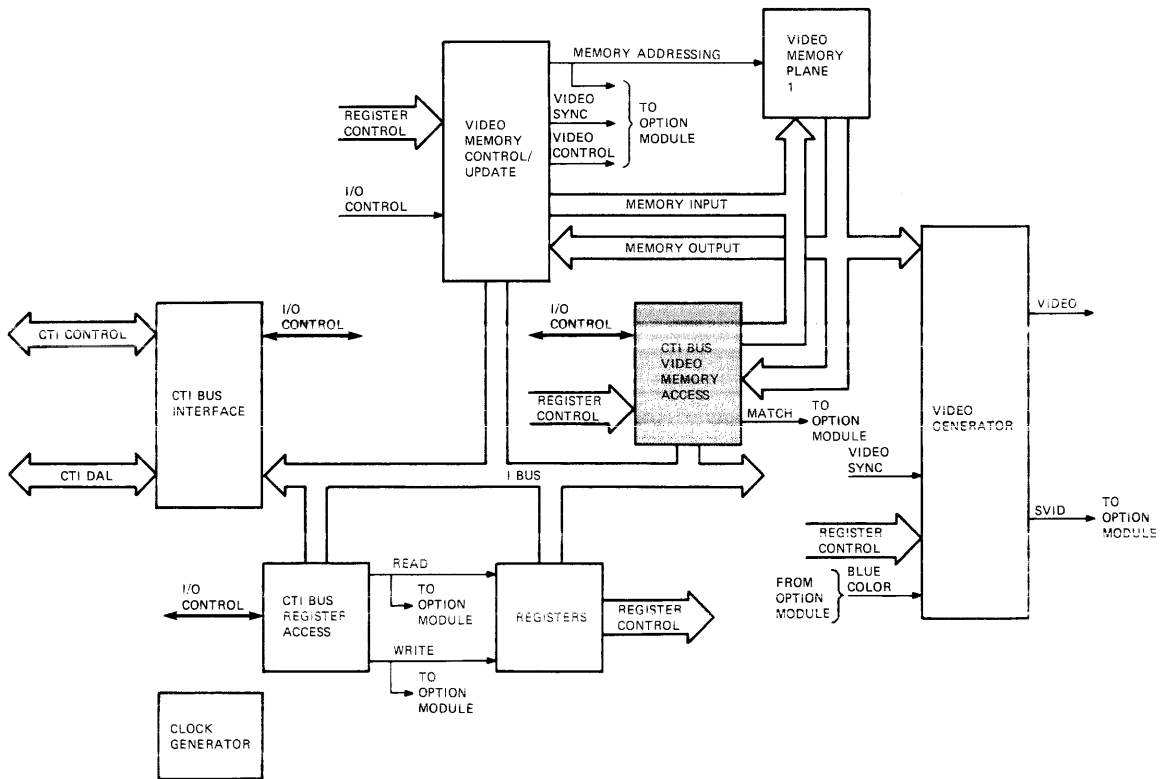 MEMORY ADDRESSING
VIDEO
MEMORY
PLANE
1
VIDEO
SYNC
VIDEO
CONTROL
TO
OPTION
MODULE
REGISTER
CONTROL
VIDEO
MEMORY
CONTROL/
UPDATE
I/O
CONTROL
MEMORY INPUT
MEMORY OUTPUT
CTI CONTROL
I/O
CONTROL
CTI BUS
INTERFACE
CTI DAL
I/O
CONTROL
CTI BUS
VIDEO
MEMORY
ACCESS
REGISTER
CONTROL
MATCH
TO
OPTION
MODULE
VIDEO
VIDEO
GENERATOR
VIDEO
SYNC
SVID
TO
OPTION
MODULE
REGISTER
CONTROL
FROM
OPTION
MODULE
BLUE
COLOR
I BUS
I/O
CONTROL
CTI BUS
REGISTER
ACCESS
READ
TO
OPTION
MODULE
WRITE
TO
OPTION
MODULE
REGISTERS
REGISTER
CONTROL
CLOCK
GENERATOR